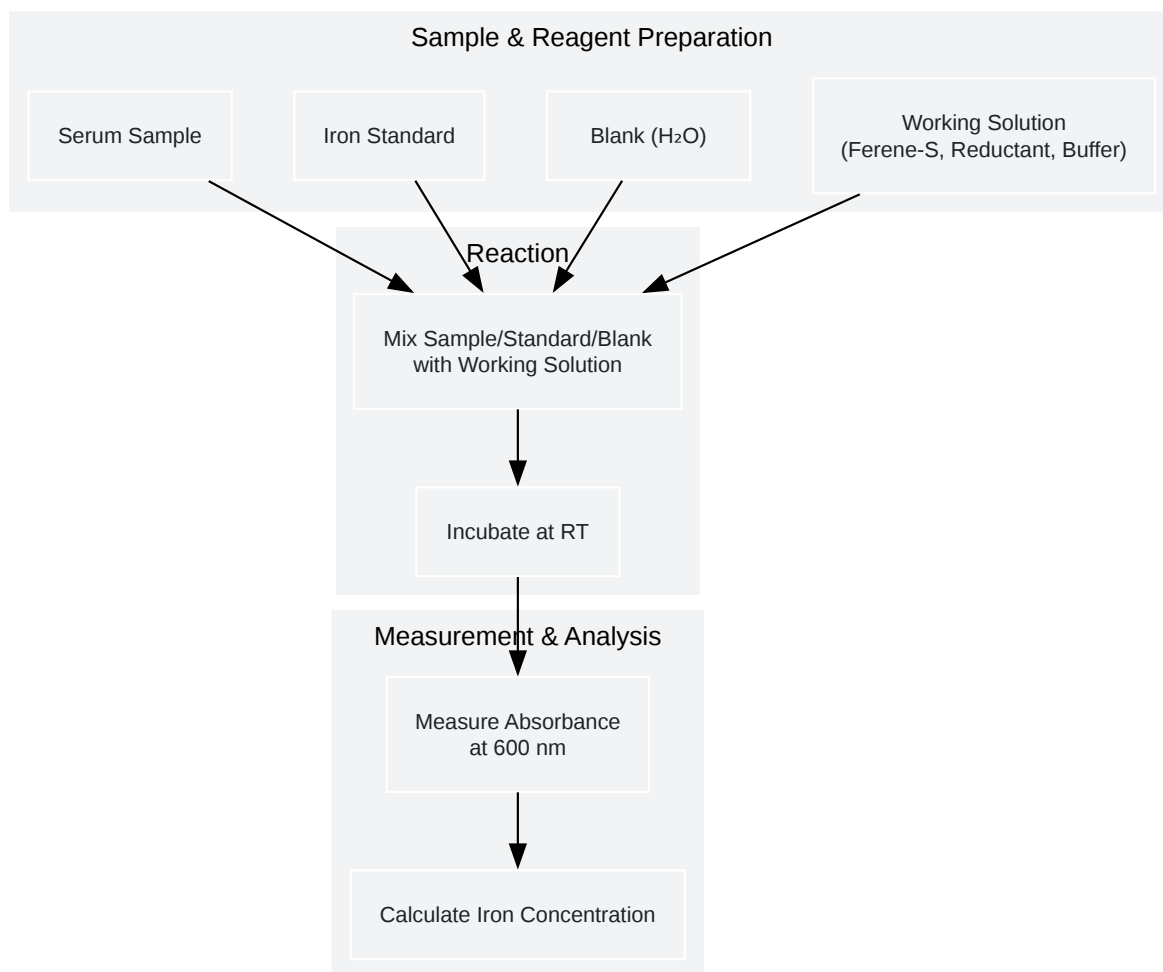 Sample & Reagent Preparation
Serum Sample
Iron Standard
Blank (H₂O)
Working Solution
(Ferene-S, Reductant, Buffer)
Reaction
Mix Sample/Standard/Blank
with Working Solution
Incubate at RT
Measurement & Analysis
Measure Absorbance
at 600 nm
Calculate Iron Concentration